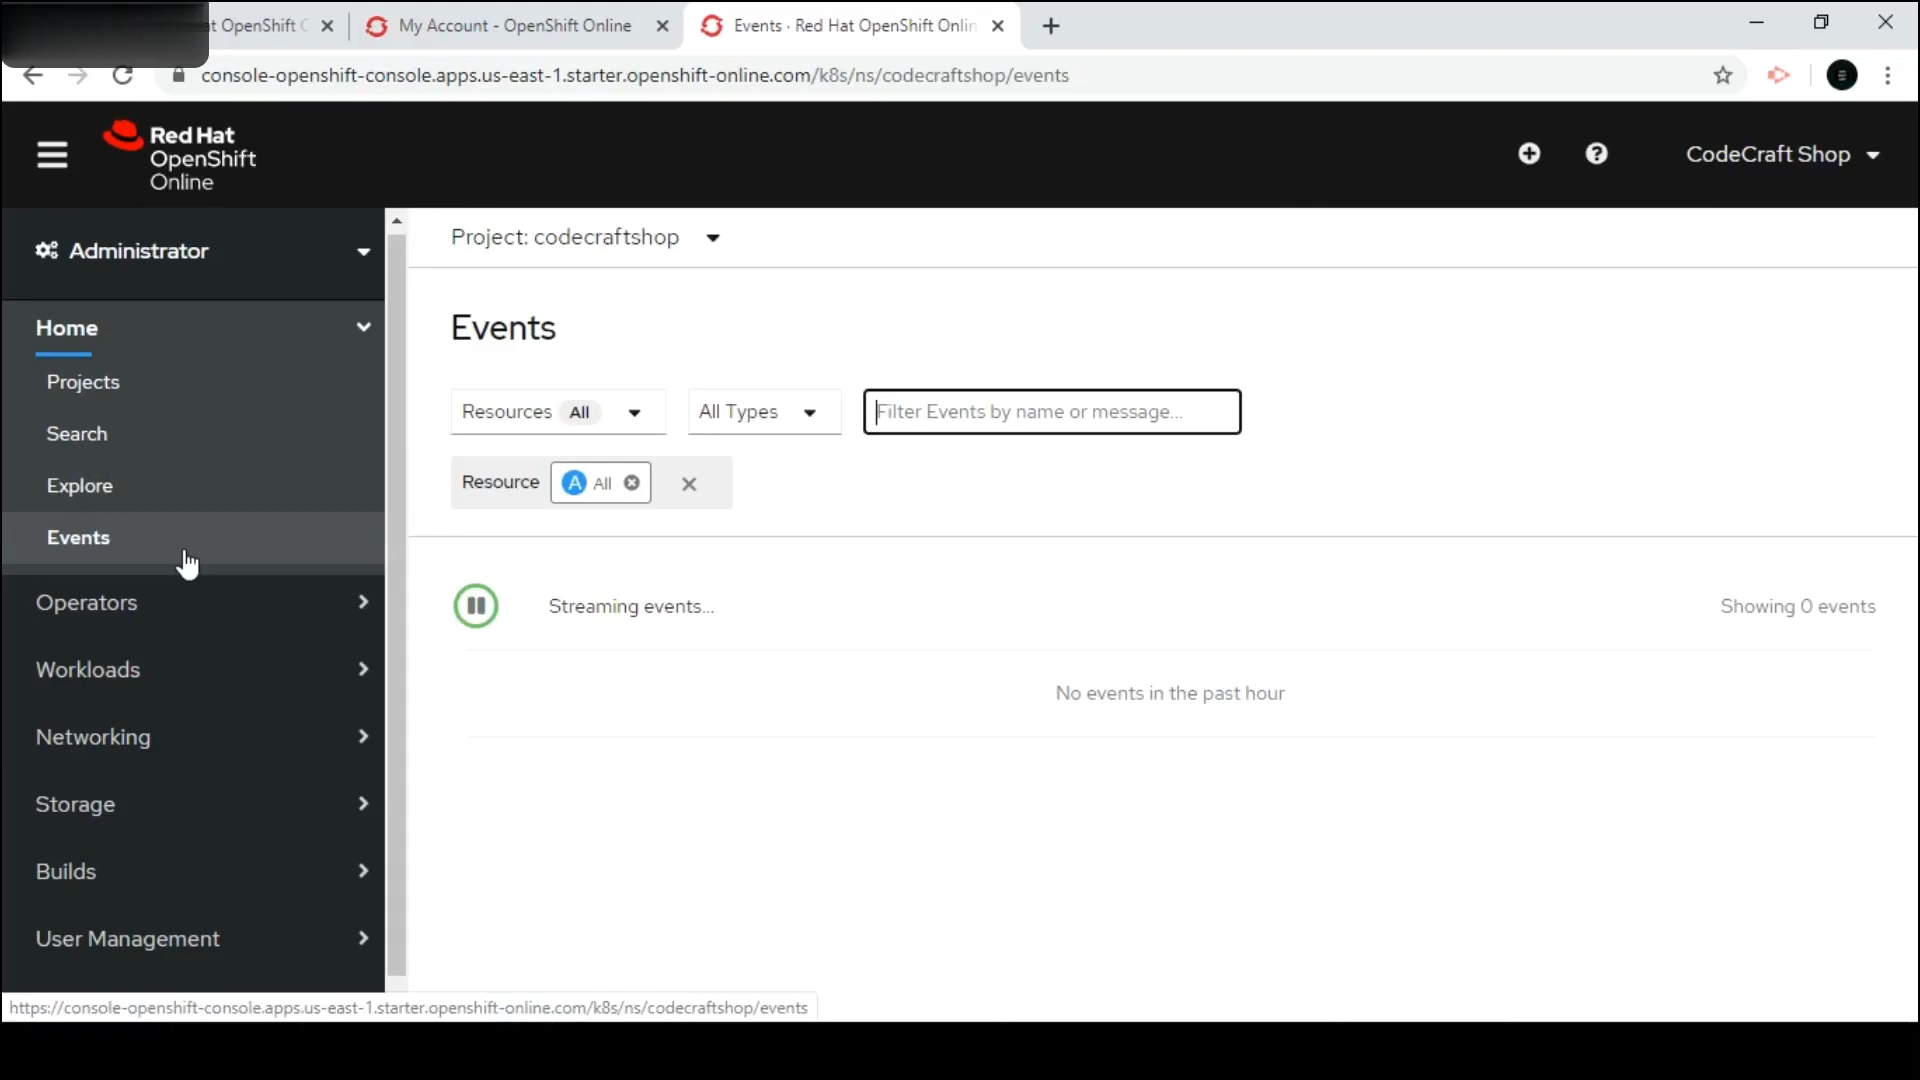 at OpenShift
My Account - OpenShift Online
Events · Red Hat OpenShift Onlin
console-openshift-console.apps.us-east-1.starter.openshift-online.com/k8s/ns/codecraftshop/events
Red Hat
OpenShift
Online
CodeCraft Shop
Administrator
Project: codecraftshop
Home
Projects
Search
Explore
Events
Operators
Workloads
Networking
Storage
Builds
User Management
Events
Resources All
All Types
Filter Events by name or message...
Resource A All
Streaming events...
Showing 0 events
No events in the past hour
https://console-openshift-console.apps.us-east-1.starter.openshift-online.com/k8s/ns/codecraftshop/events